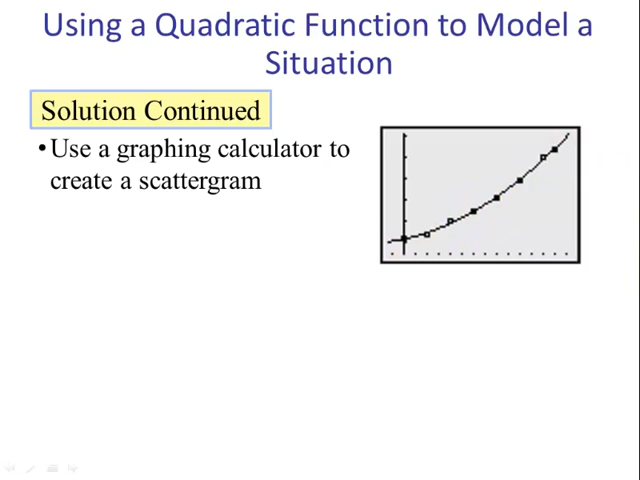 Using a Quadratic Function to Model a
Situation
Solution Continued
•Use a graphing calculator to
create a scattergram